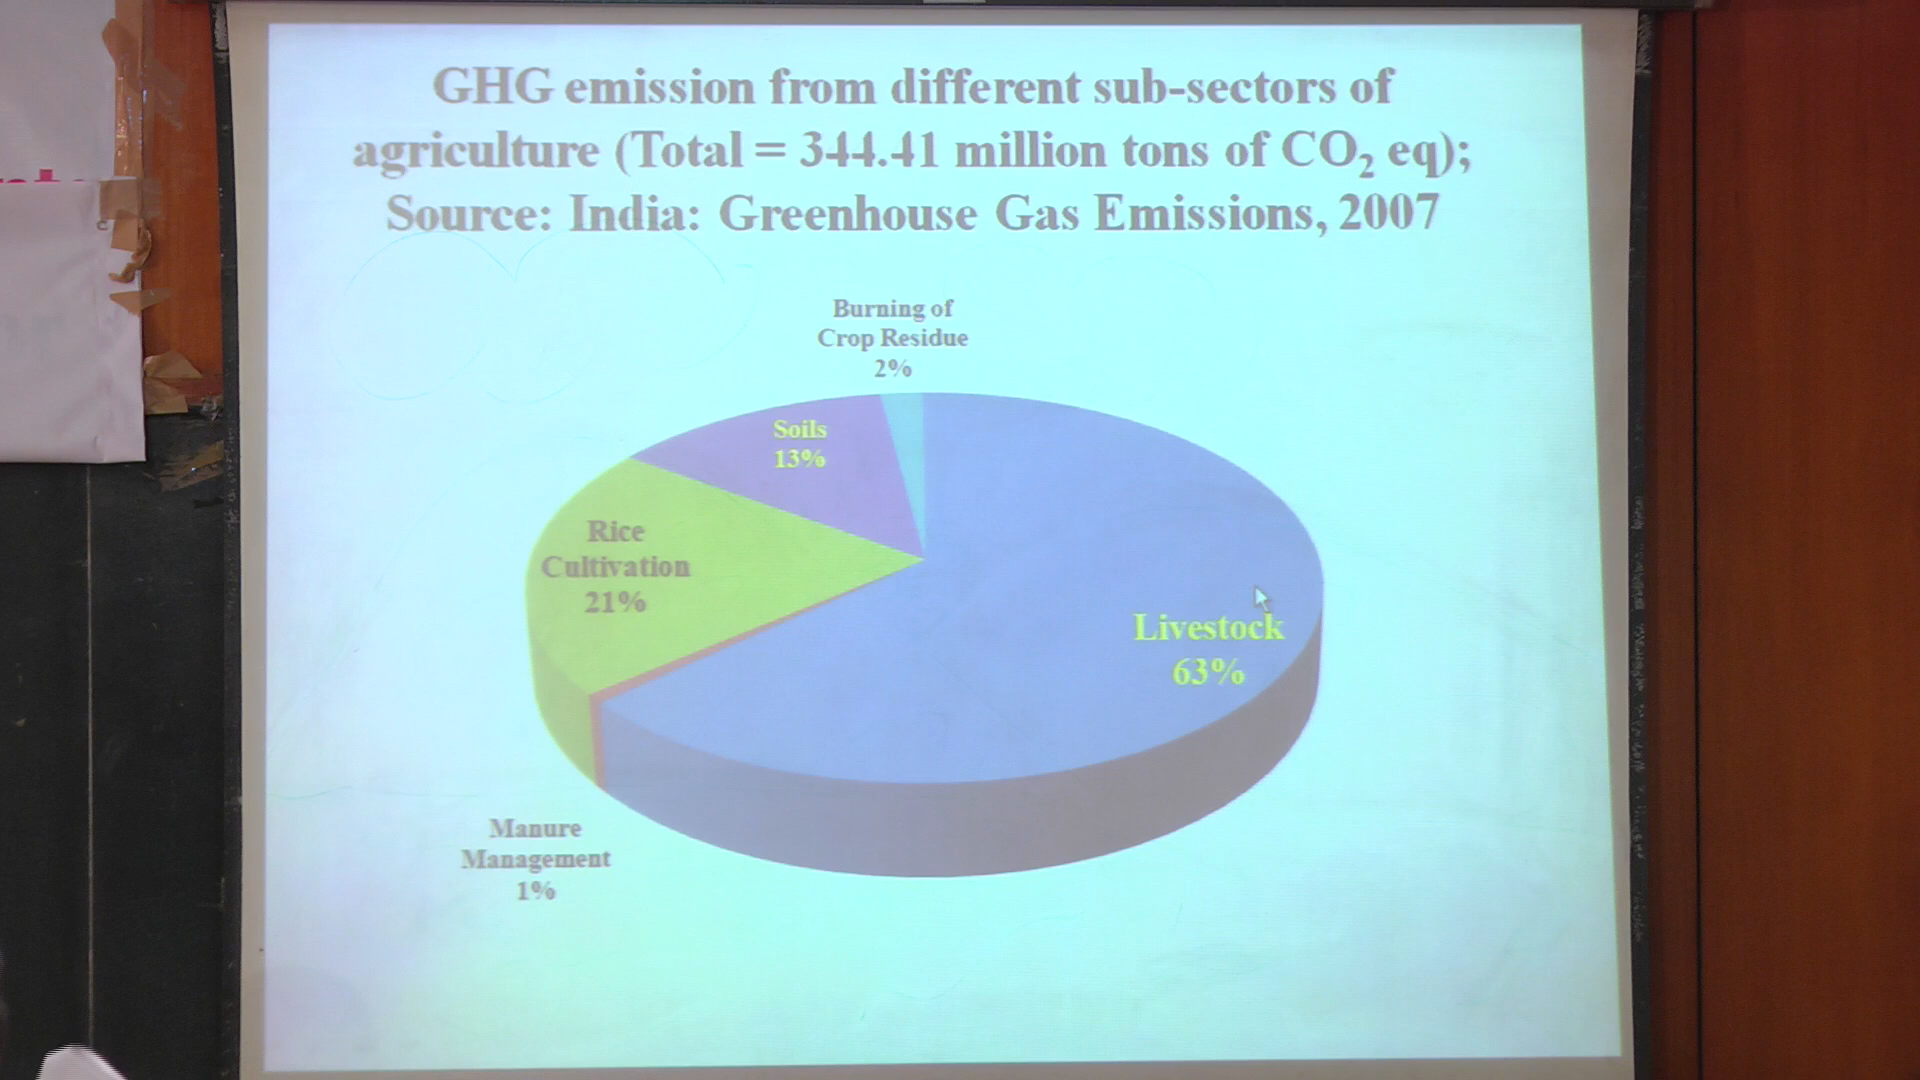 GHG emission from different sub-sectors of
agriculture (Total = 344.41 million tons of CO₂ eq);
Source: India: Greenhouse Gas Emissions, 2007
Burning of
Crop Residue
2%
Soils
13%
Rice
Cultivation
21%
Livestock
63%
Manure
Management
1%